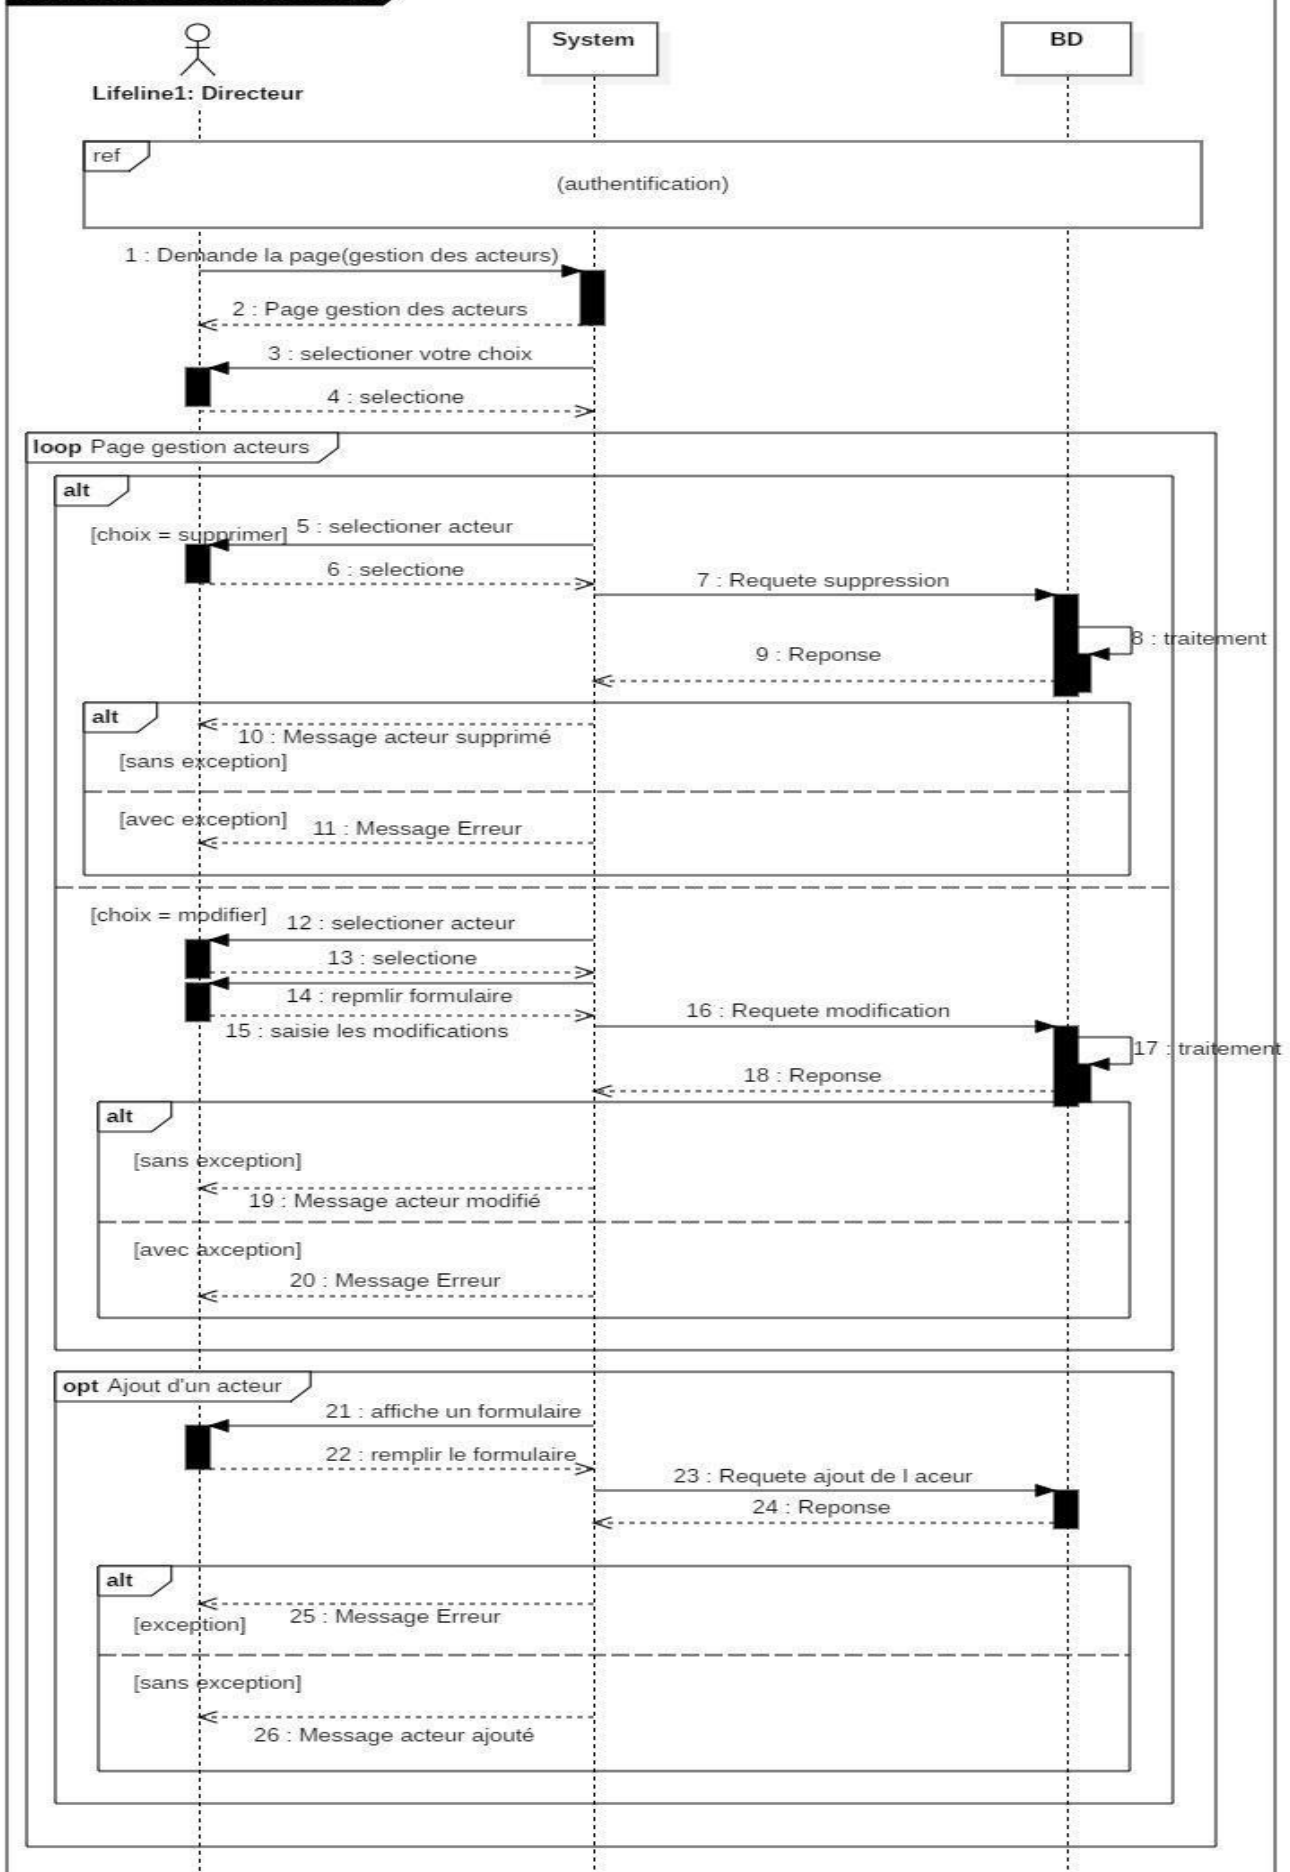 System
BD
Lifeline1: Directeur
ref
(authentification)
1 : Demande la page(gestion des acteurs)
2 : Page gestion des acteurs
3 : selectioner votre choix
4 : selectione
loop Page gestion acteurs
alt
[choix = supprimer]
5 : selectioner acteur
6 : selectione
7 : Requete suppression
8 : traitement
9 : Reponse
alt
10 : Message acteur supprimé
[sans exception]
[avec exception]
11 : Message Erreur
[choix = modifier]
12 : selectioner acteur
13 : selectione
14 : repmlir formulaire
15 : saisie les modifications
16 : Requete modification
17 : traitement
18 : Reponse
alt
[sans exception]
19 : Message acteur modifié
[avec axception]
20 : Message Erreur
opt Ajout d'un acteur
21 : affiche un formulaire
22 : remplir le formulaire
23 : Requete ajout de l aceur
24 : Reponse
alt
25 : Message Erreur
[exception]
[sans exception]
26 : Message acteur ajouté